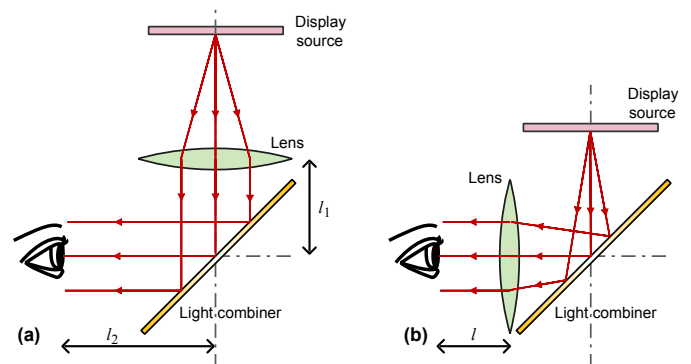 Display
source
Lens
l1
Light combiner
(a)
l2
Display
source
Lens
Light combiner
(b)
l